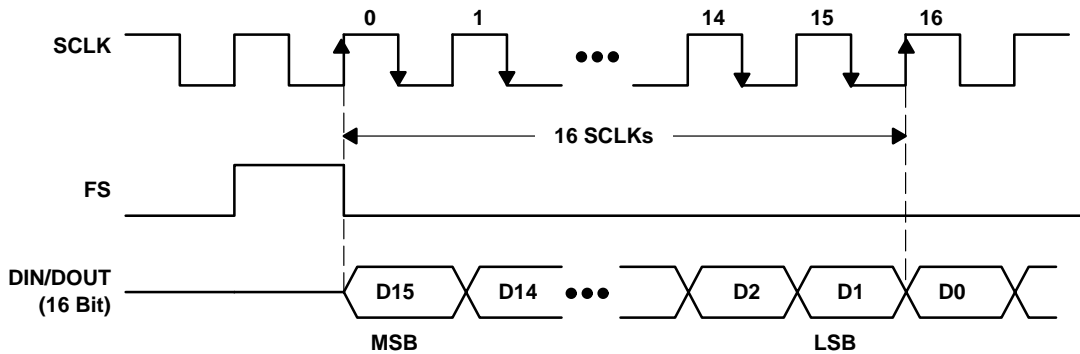 0 1 14 15 16
SCLK
16 SCLKs
FS
DIN/DOUT
(16 Bit)
D15 D14 D2 D1 D0
MSB LSB